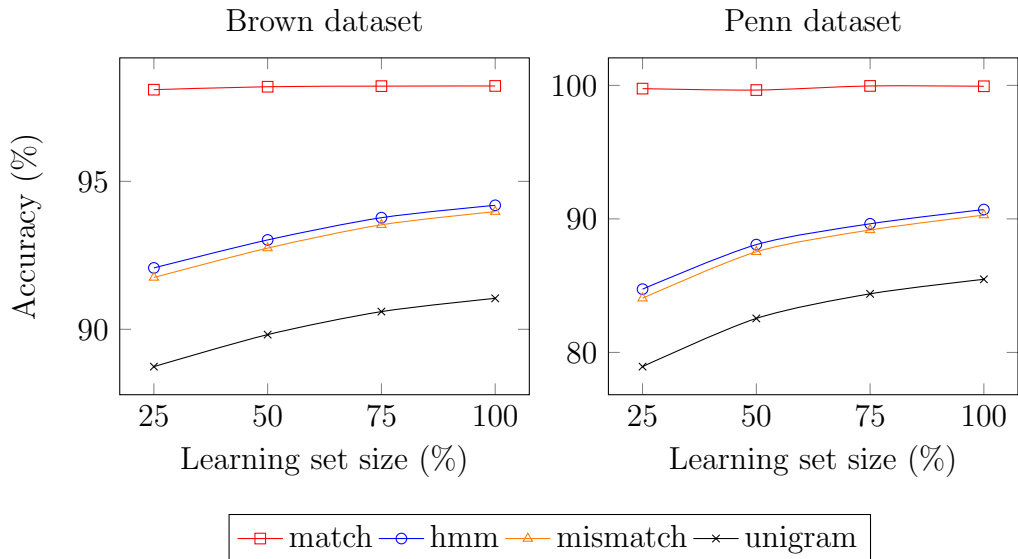 Brown dataset
Penn dataset
Accuracy (%)
95
90
25 50 75 100
Learning set size (%)
100
90
80
25 50 75 100
Learning set size (%)
match hmm mismatch unigram